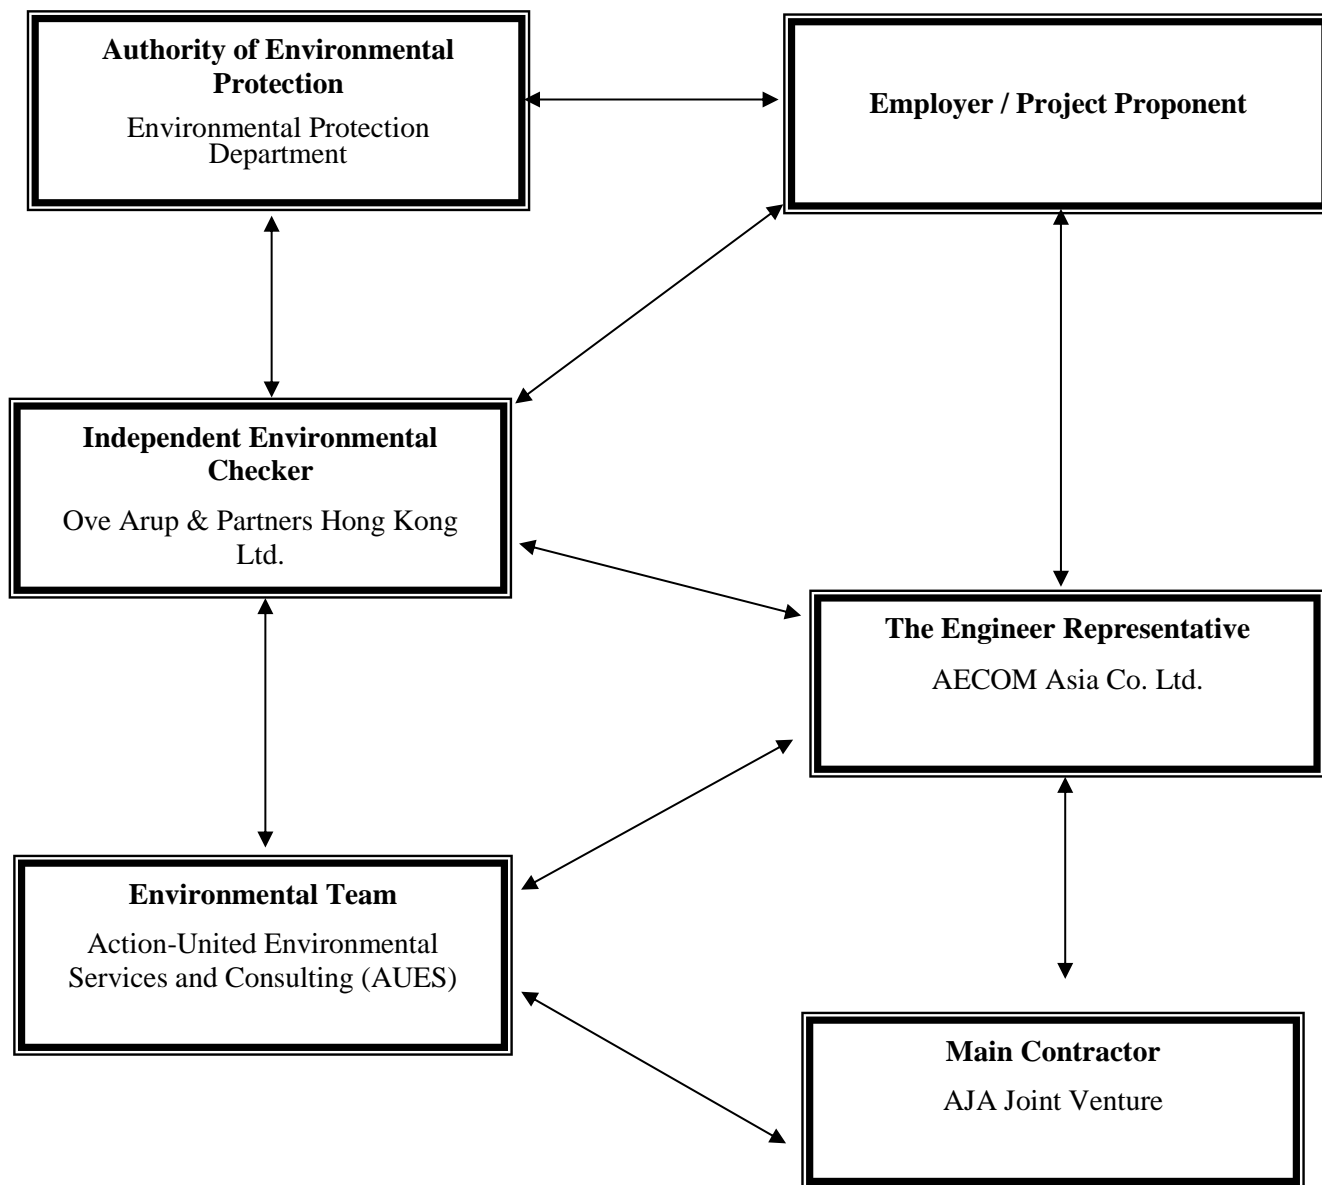 Authority of Environmental
Protection
Environmental Protection
Department
Employer / Project Proponent
Independent Environmental
Checker
Ove Arup & Partners Hong Kong
Ltd.
The Engineer Representative
AECOM Asia Co. Ltd.
Environmental Team
Action-United Environmental
Services and Consulting (AUES)
Main Contractor
AJA Joint Venture